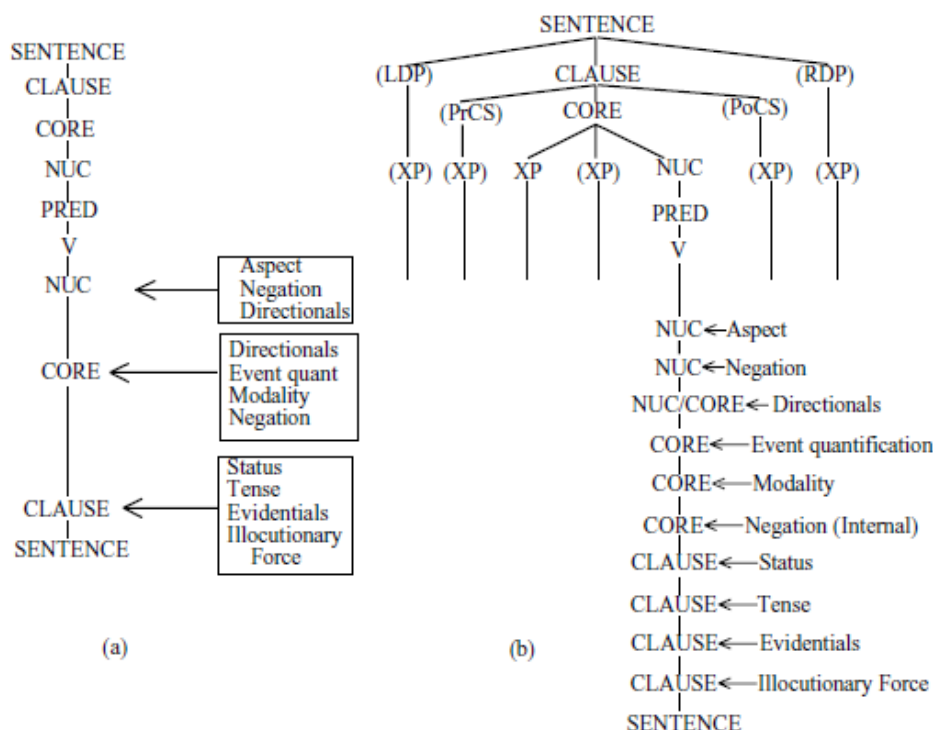 SENTENCE
CLAUSE
CORE
NUC
PRED
V
NUC
Aspect
Negation
Directionals
CORE
Directionals
Event quant
Modality
Negation
CLAUSE
Status
Tense
Evidentials
Illocutionary
Force
SENTENCE
(a)
SENTENCE
(LDP) CLAUSE (RDP)
(PrCS) CORE (PoCS)
(XP) (XP) XP (XP) NUC (XP) (XP)
PRED
V
NUC Aspect
NUC Negation
NUC/CORE Directionals
CORE Event quantification
CORE Modality
CORE Negation (Internal)
CLAUSE Status
CLAUSE Tense
CLAUSE Evidentials
CLAUSE Illocutionary Force
SENTENCE
(b)